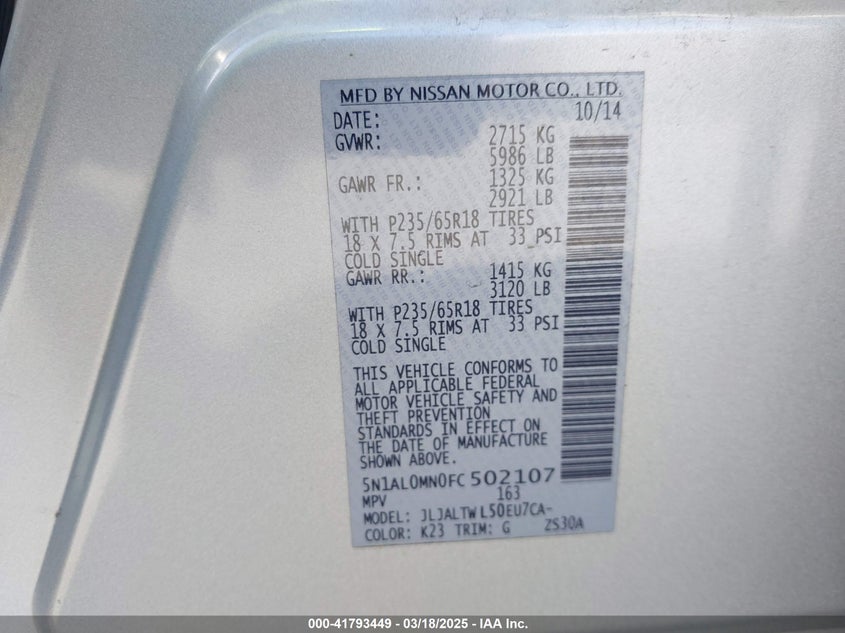 MFD BY NISSAN MOTOR CO., LTD.
DATE: 10/14
GVWR: 2715 KG
5986 LB
GAWR FR.: 1325 KG
2921 LB
WITH P235/65R18 TIRES
18 X 7.5 RIMS AT 33 PSI
COLD SINGLE
GAWR RR.: 1415 KG
3120 LB
WITH P235/65R18 TIRES
18 X 7.5 RIMS AT 33 PSI
COLD SINGLE
THIS VEHICLE CONFORMS TO
ALL APPLICABLE FEDERAL
MOTOR VEHICLE SAFETY AND
THEFT PREVENTION
STANDARDS IN EFFECT ON
THE DATE OF MANUFACTURE
SHOWN ABOVE.
5N1AL0MN0FC 502107
MPV 163
MODEL: JLJALTWL50EU7CA-
COLOR: K23 TRIM: G ZS30A
000-41793449 — 03/18/2025 — IAA Inc.